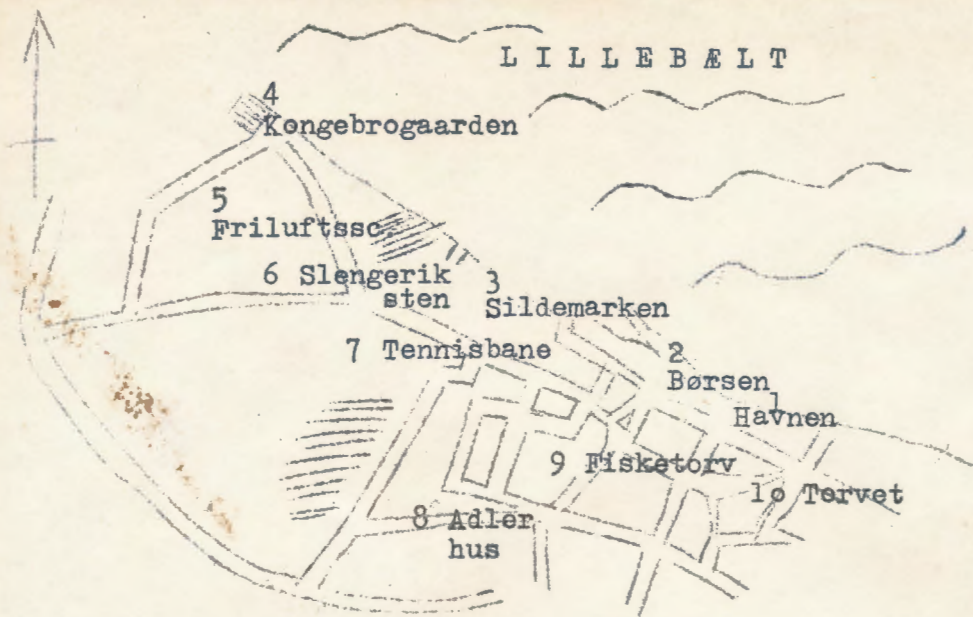 LILLEBÆLT
4
Kongebrogaarden
5
Friluftssc.
6 Slengerik
sten
3
Sildemarken
7 Tennisbane
2
Børsen
1
Havnen
9 Fisketorv
10 Torvet
8 Adler
hus